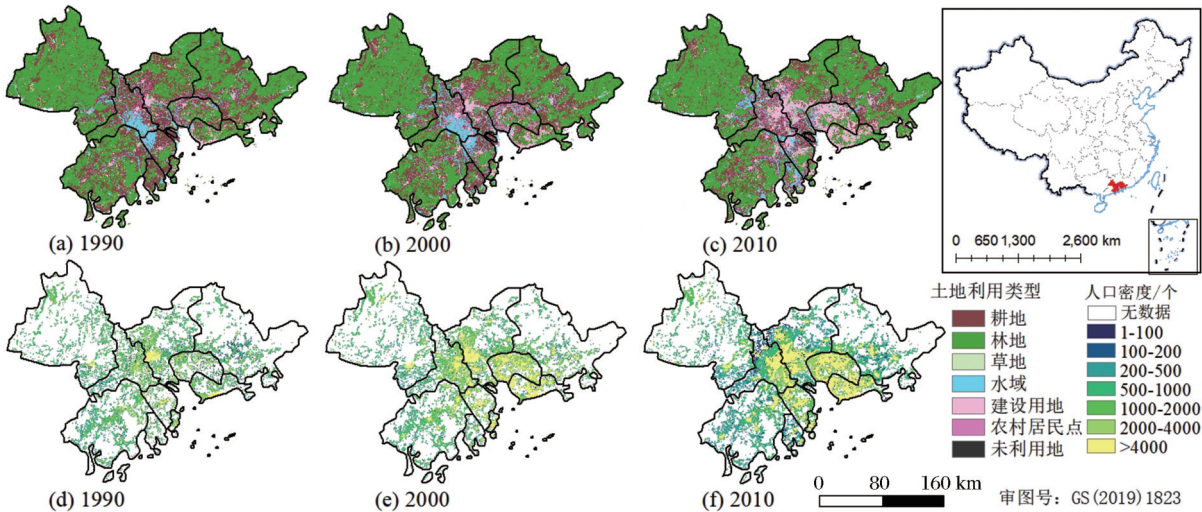 (a) 1990
(b) 2000
(c) 2010
0 650 1,300 2,600 km
(d) 1990
(e) 2000
(f) 2010
0 80 160 km
土地利用类型
耕地
林地
草地
水域
建设用地
农村居民点
未利用地
人口密度/个
无数据
1-100
100-200
200-500
500-1000
1000-2000
2000-4000
>4000
审图号：GS(2019)1823